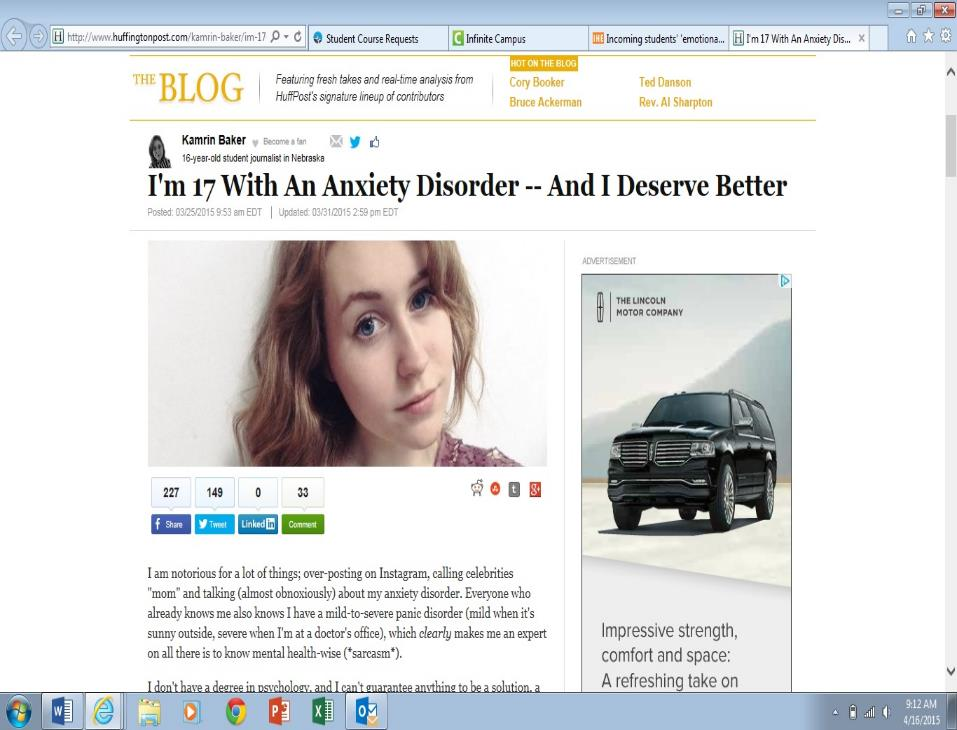 http://www.huffingtonpost.com/kamrin-baker/im-17
Student Course Requests
Infinite Campus
Incoming students' 'emotiona...
I'm 17 With An Anxiety Dis...
THE BLOG
Featuring fresh takes and real-time analysis from
HuffPost's signature lineup of contributors
HOT ON THE BLOG
Cory Booker
Ted Danson
Bruce Ackerman
Rev. Al Sharpton
Kamrin Baker
Become a fan
16-year-old student journalist in Nebraska
I'm 17 With An Anxiety Disorder -- And I Deserve Better
Posted: 03/25/2015 9:53 am EDT | Updated: 03/31/2015 2:59 pm EDT
ADVERTISEMENT
THE LINCOLN
MOTOR COMPANY
227 149 0 33
Share Tweet Linked in Comment
I am notorious for a lot of things; over-posting on Instagram, calling celebrities
"mom" and talking (almost obnoxiously) about my anxiety disorder. Everyone who
already knows me also knows I have a mild-to-severe panic disorder (mild when it's
sunny outside, severe when I'm at a doctor's office), which clearly makes me an expert
on all there is to know mental health-wise (*sarcasm*).
I don't have a degree in psychology, and I can't guarantee anything to be a solution, a
Impressive strength,
comfort and space:
A refreshing take on
9:12 AM
4/16/2015